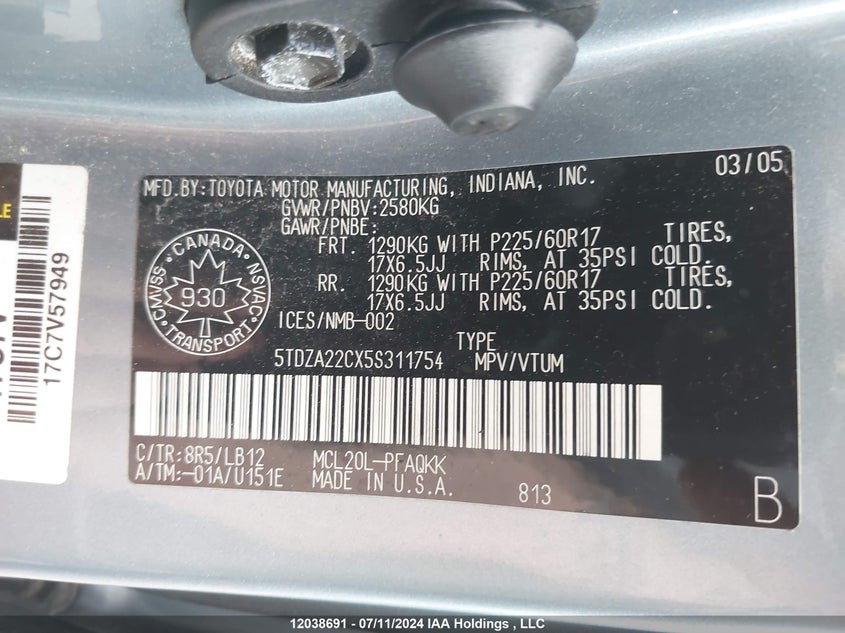 03/05
MFD.BY:TOYOTA MOTOR MANUFACTURING, INDIANA, INC.
GVWR/PNBV:2580KG
GAWR/PNBE:
FRT. 1290KG WITH P225/60R17 TIRES,
17X6.5JJ RIMS, AT 35PSI COLD.
RR. 1290KG WITH P225/60R17 TIRES,
17X6.5JJ RIMS, AT 35PSI COLD.
CANADA
CMVSS NSVAC
930
TRANSPORT
ICES/NMB-002
TYPE
5TDZA22CX5S311754 MPV/VTUM
C/TR:8R5/LB12 MCL20L-PFAQKK
A/TM:-01A/U151E MADE IN U.S.A. 813
B
17C7V57949
12038691 - 07/11/2024 IAA Holdings , LLC